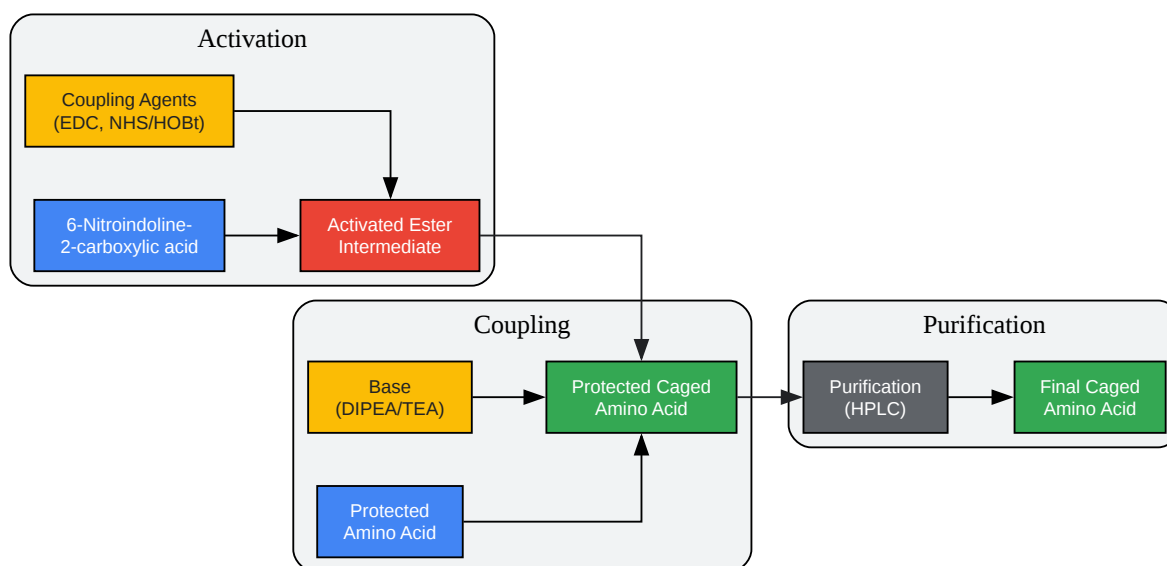 Activation
Coupling Agents
(EDC, NHS/HOBt)
6-Nitroindoline-
2-carboxylic acid
Activated Ester
Intermediate
Coupling
Base
(DIPEA/TEA)
Protected Caged
Amino Acid
Protected
Amino Acid
Purification
Purification
(HPLC)
Final Caged
Amino Acid